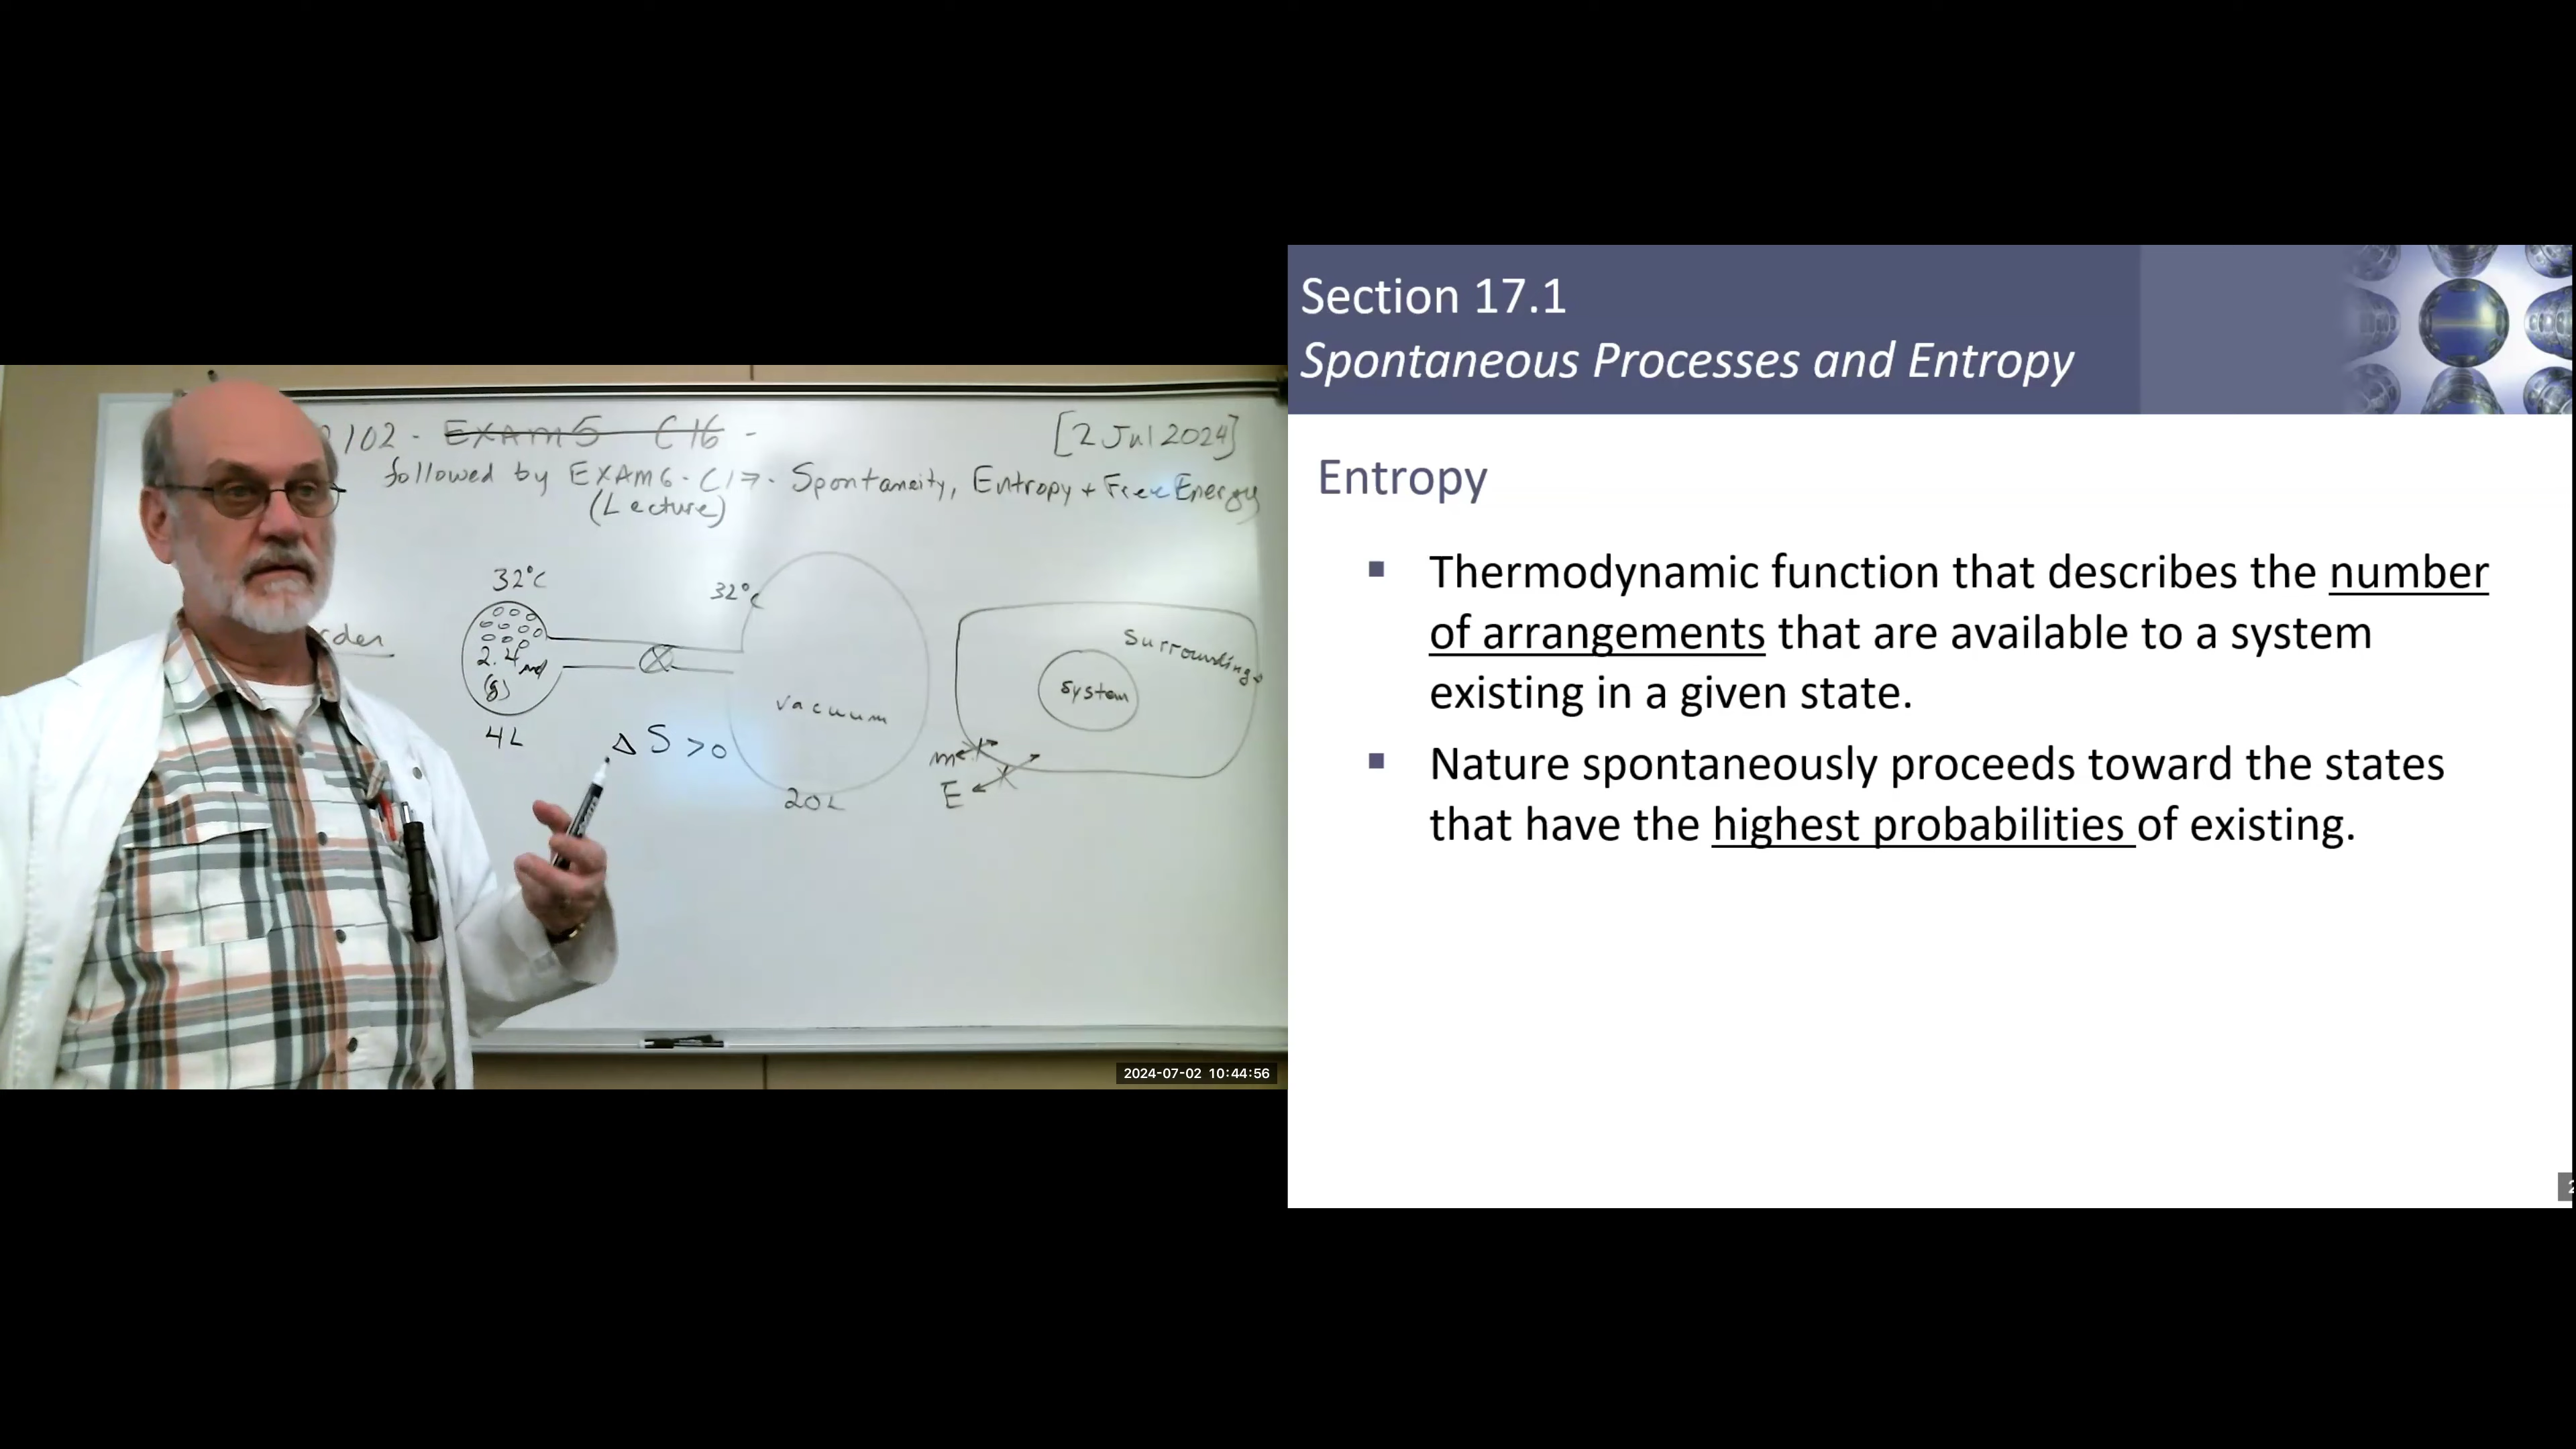 102 - EXAM 5 C16 -
[2 Jul 2024]
followed by EXAM 6 - C17 - Spontaneity, Entropy + Free Energy
(Lecture)
32°C
32°C
2.4 mol
(g)
4L
vacuum
20L
Δ S > 0
Surroundings
System
m
E
2024-07-02 10:44:56
Section 17.1
Spontaneous Processes and Entropy
Entropy
▪ Thermodynamic function that describes the number
of arrangements that are available to a system
existing in a given state.
▪ Nature spontaneously proceeds toward the states
that have the highest probabilities of existing.